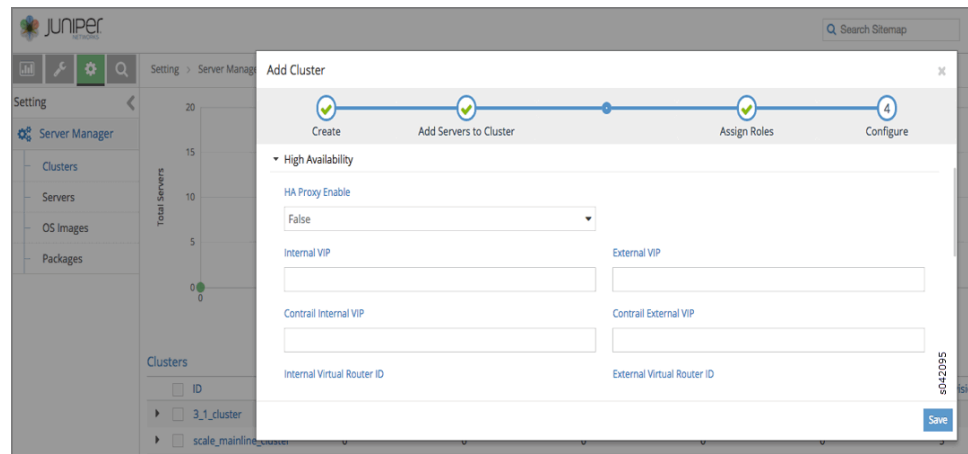 JUNIPER
NETWORKS
Search Sitemap
Setting > Server Manage
Setting
Server Manager
Clusters
Servers
OS Images
Packages
Total Servers
20
15
10
5
0
0
Clusters
ID
3_1_cluster
scale_mainline_cluster
Add Cluster
x
Create
Add Servers to Cluster
Assign Roles
4
Configure
High Availability
HA Proxy Enable
False
Internal VIP
External VIP
Contrail Internal VIP
Contrail External VIP
Internal Virtual Router ID
External Virtual Router ID
s042095
Save